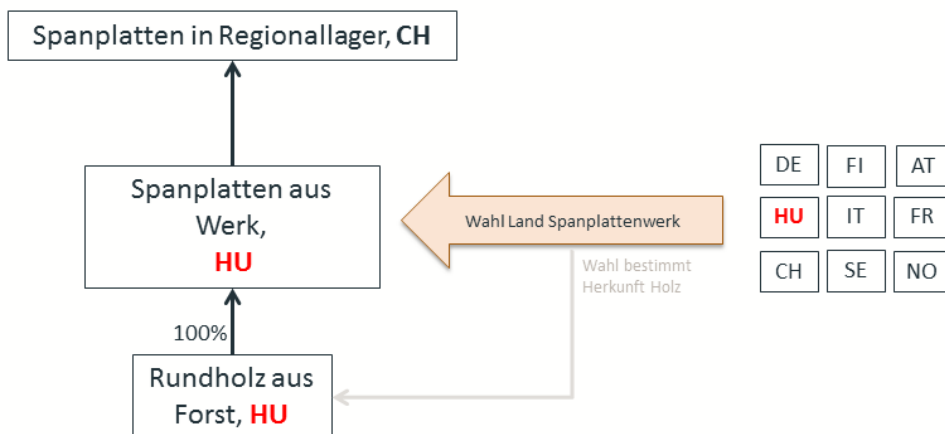 Spanplatten in Regionallager, CH
Spanplatten aus
Werk,
HU
Wahl Land Spanplattenwerk
DE
FI
AT
HU
IT
FR
CH
SE
NO
Wahl bestimmt
Herkunft Holz
100%
Rundholz aus
Forst, HU